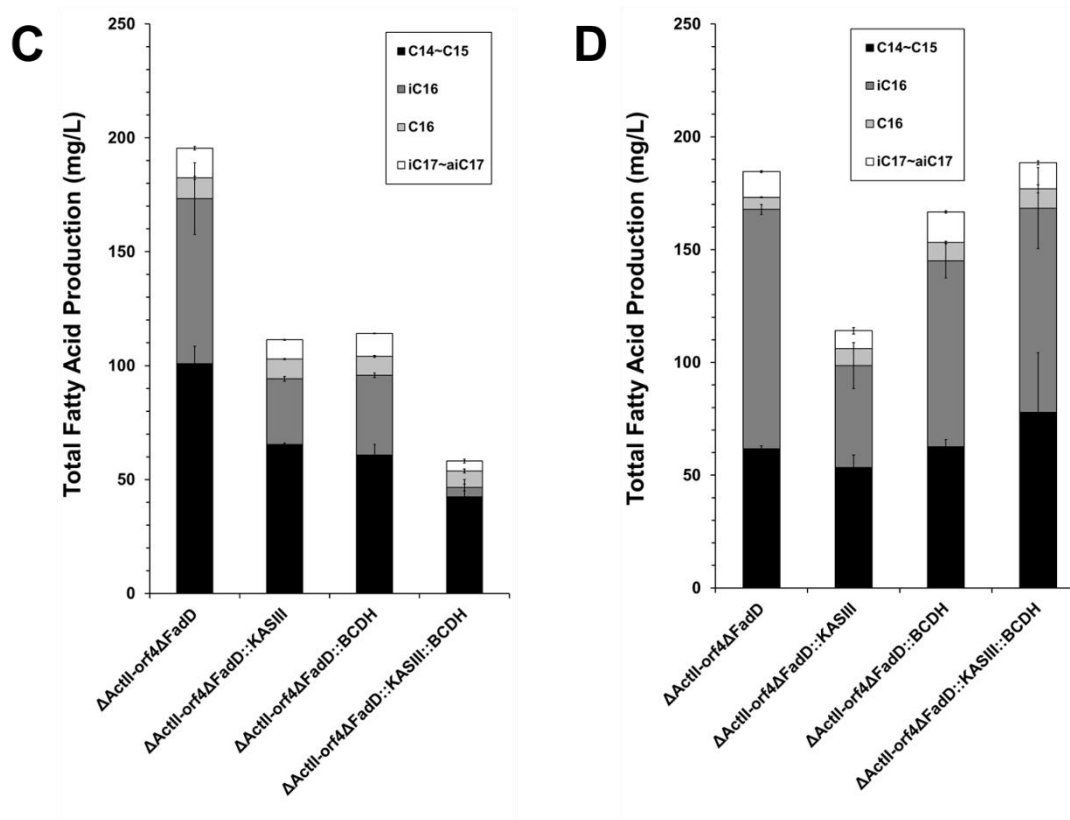 C
Total Fatty Acid Production (mg/L)
250
200
150
100
50
0
C14~C15
iC16
C16
iC17~aiC17
ΔActII-orf4ΔFadD
ΔActII-orf4ΔFadD::KASIII
ΔActII-orf4ΔFadD::BCDH
ΔActII-orf4ΔFadD::KASIII::BCDH
D
Tottal Fatty Acid Production (mg/L)
250
200
150
100
50
0
C14~C15
iC16
C16
iC17~aiC17
ΔActII-orf4ΔFadD
ΔActII-orf4ΔFadD::KASIII
ΔActII-orf4ΔFadD::BCDH
ΔActII-orf4ΔFadD::KASIII::BCDH